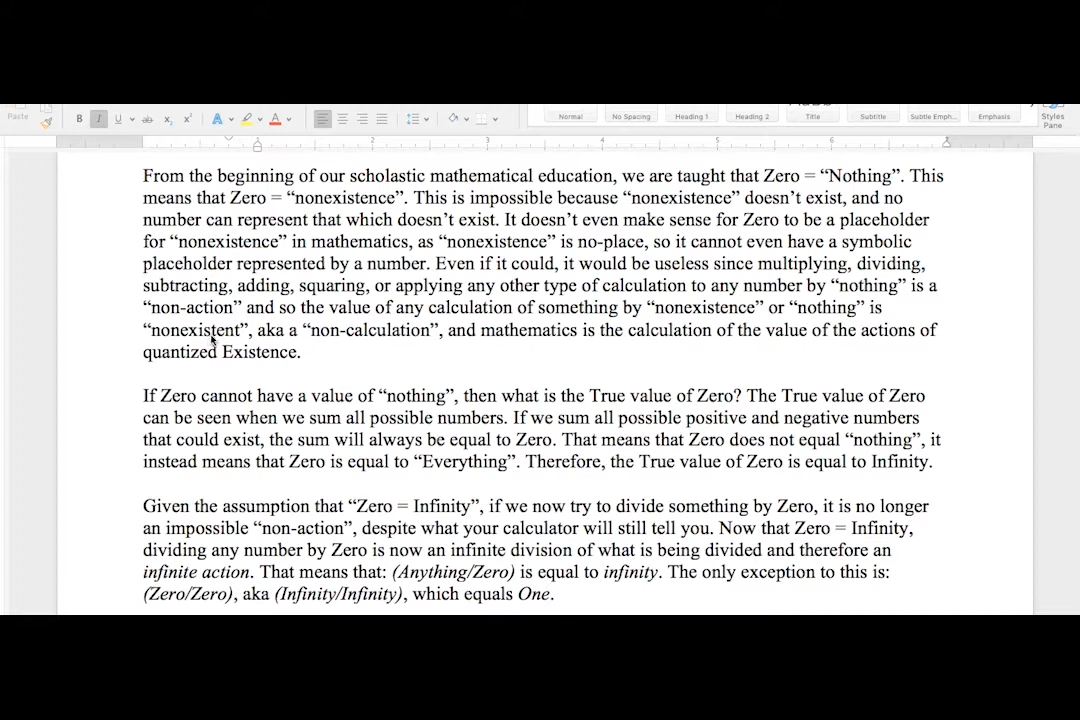 Paste
B I U ab x₂ x² A A
Normal No Spacing Heading 1 Heading 2 Title Subtitle Subtle Emph... Emphasis Styles
Pane
1 2 3 4 5 6
From the beginning of our scholastic mathematical education, we are taught that Zero = “Nothing”. This
means that Zero = “nonexistence”. This is impossible because “nonexistence” doesn’t exist, and no
number can represent that which doesn’t exist. It doesn’t even make sense for Zero to be a placeholder
for “nonexistence” in mathematics, as “nonexistence” is no-place, so it cannot even have a symbolic
placeholder represented by a number. Even if it could, it would be useless since multiplying, dividing,
subtracting, adding, squaring, or applying any other type of calculation to any number by “nothing” is a
“non-action” and so the value of any calculation of something by “nonexistence” or “nothing” is
“nonexistent”, aka a “non-calculation”, and mathematics is the calculation of the value of the actions of
quantized Existence.
If Zero cannot have a value of “nothing”, then what is the True value of Zero? The True value of Zero
can be seen when we sum all possible numbers. If we sum all possible positive and negative numbers
that could exist, the sum will always be equal to Zero. That means that Zero does not equal “nothing”, it
instead means that Zero is equal to “Everything”. Therefore, the True value of Zero is equal to Infinity.
Given the assumption that “Zero = Infinity”, if we now try to divide something by Zero, it is no longer
an impossible “non-action”, despite what your calculator will still tell you. Now that Zero = Infinity,
dividing any number by Zero is now an infinite division of what is being divided and therefore an
infinite action. That means that: (Anything/Zero) is equal to infinity. The only exception to this is:
(Zero/Zero), aka (Infinity/Infinity), which equals One.